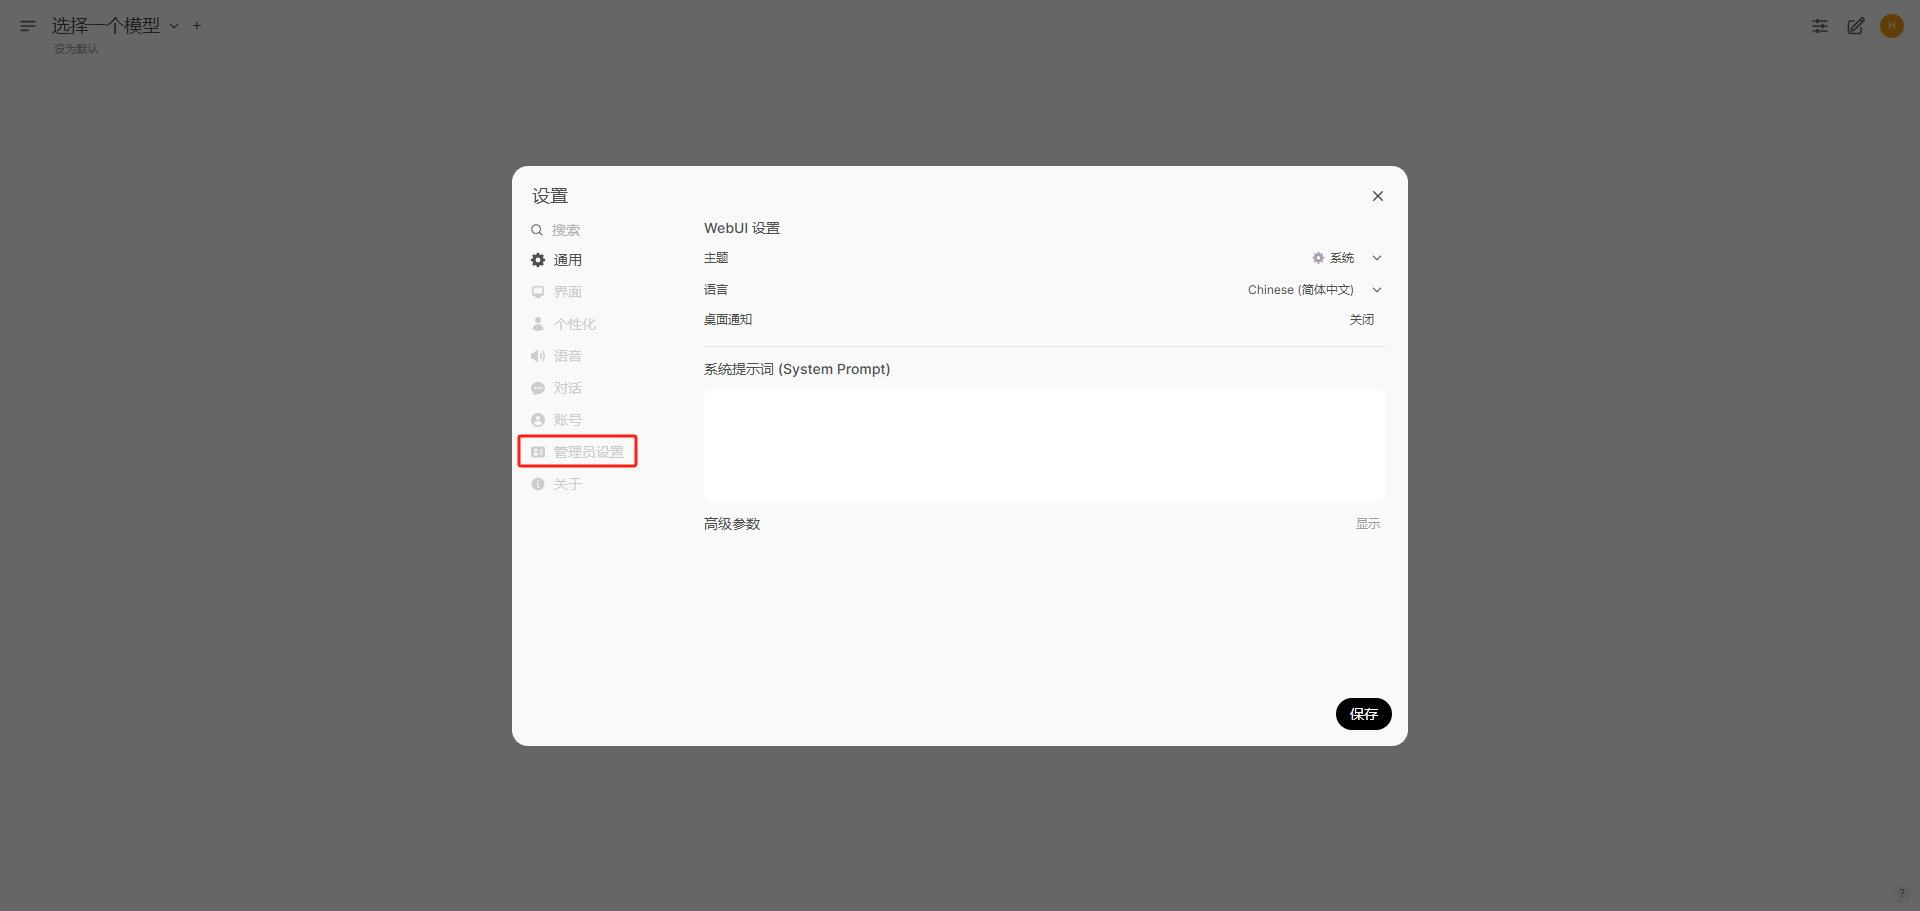 选择一个模型
设为默认
H
设置
搜索
通用
界面
个性化
语音
对话
账号
管理员设置
关于
WebUI 设置
主题
系统
语言
Chinese (简体中文)
桌面通知
关闭
系统提示词 (System Prompt)
高级参数
显示
保存
?